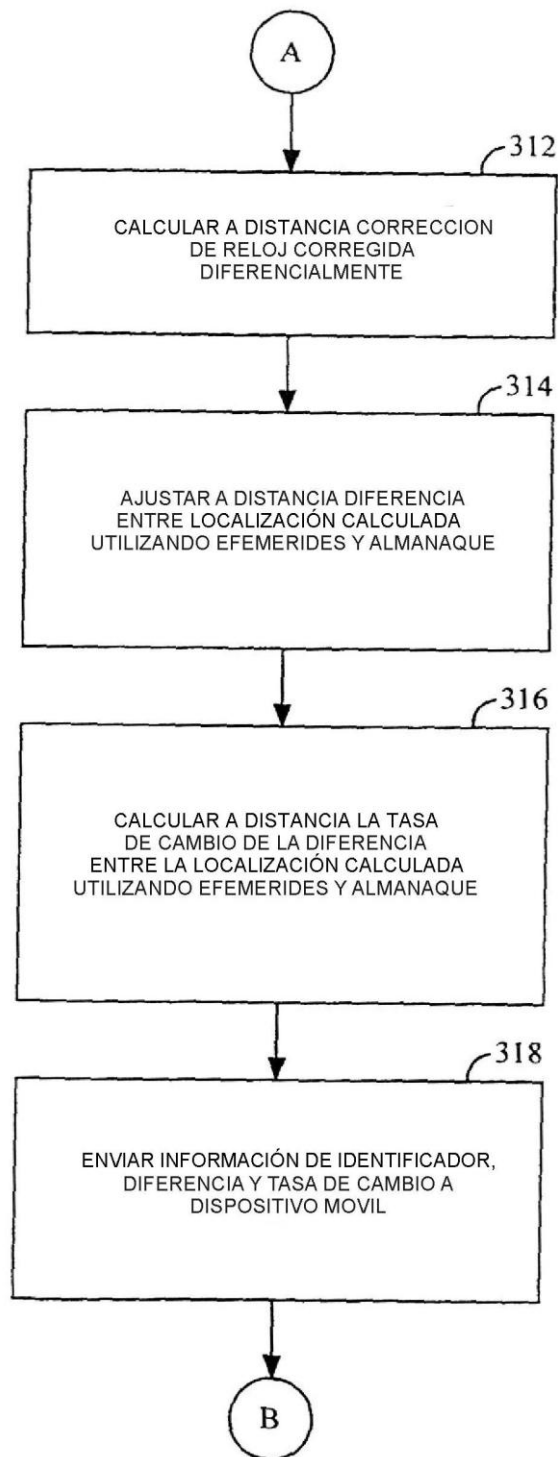 A
312
CALCULAR A DISTANCIA CORRECCION
DE RELOJ CORREGIDA
DIFERENCIALMENTE
314
AJUSTAR A DISTANCIA DIFERENCIA
ENTRE LOCALIZACIÓN CALCULADA
UTILIZANDO EFEMERIDES Y ALMANAQUE
316
CALCULAR A DISTANCIA LA TASA
DE CAMBIO DE LA DIFERENCIA
ENTRE LA LOCALIZACIÓN CALCULADA
UTILIZANDO EFEMERIDES Y ALMANAQUE
318
ENVIAR INFORMACIÓN DE IDENTIFICADOR,
DIFERENCIA Y TASA DE CAMBIO A
DISPOSITIVO MOVIL
B